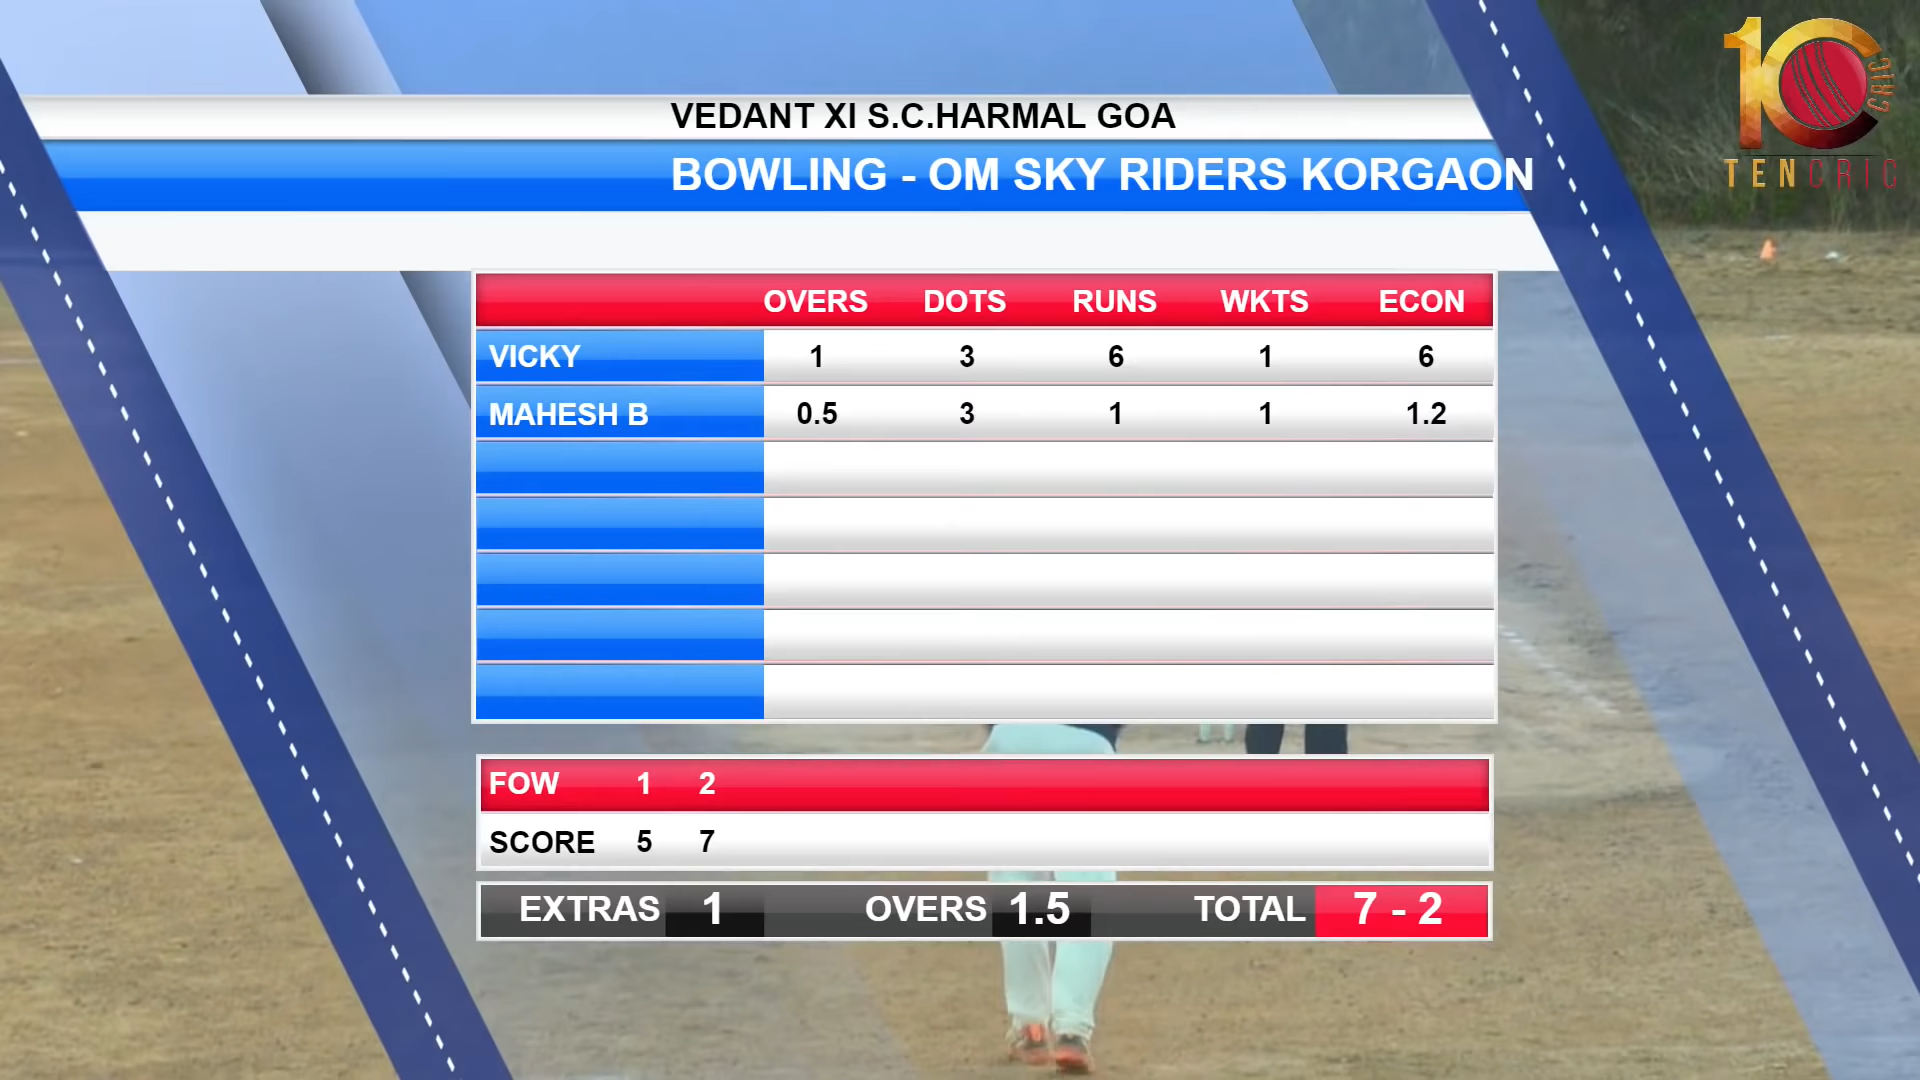 10 CRIC
TENCRIC
VEDANT XI S.C.HARMAL GOA
BOWLING - OM SKY RIDERS KORGAON
OVERS DOTS RUNS WKTS ECON
VICKY 1 3 6 1 6
MAHESH B 0.5 3 1 1 1.2
FOW 1 2
SCORE 5 7
EXTRAS 1 OVERS 1.5 TOTAL 7 - 2